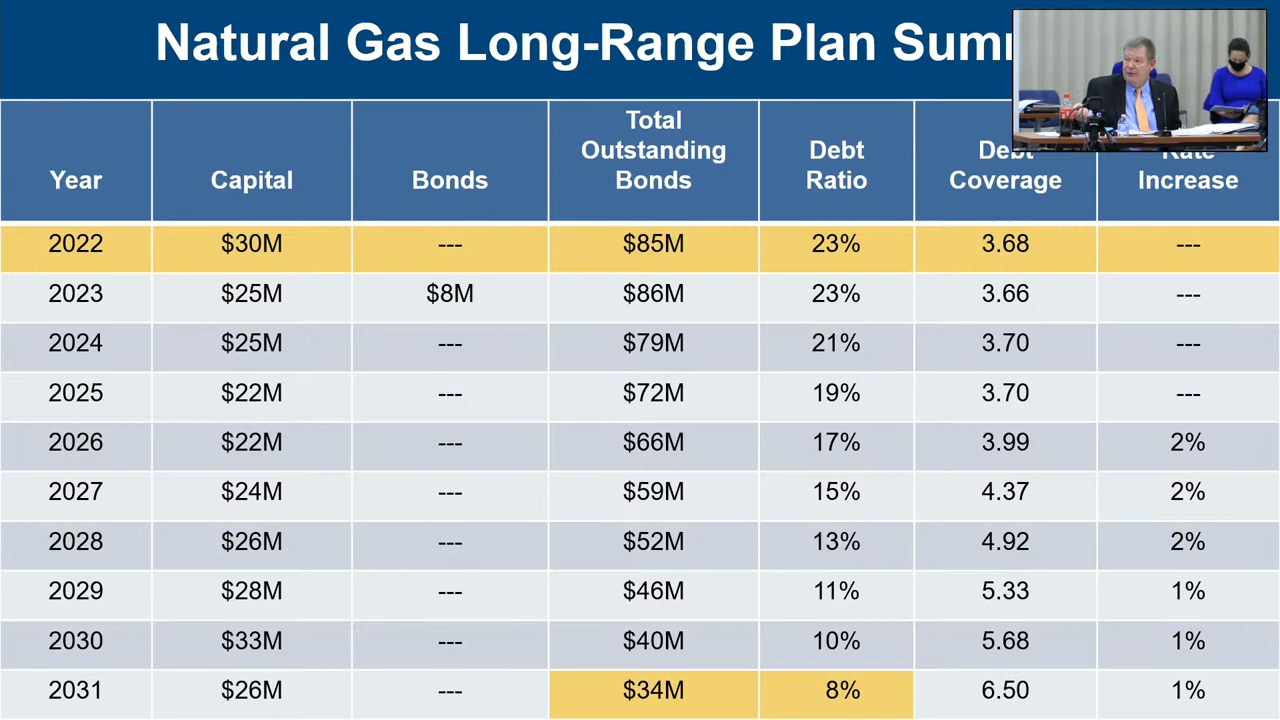 Natural Gas Long-Range Plan
Year Capital Bonds Total Outstanding Bonds Debt Ratio Debt Coverage Rate Increase
2022 $30M --- $85M 23% 3.68 ---
2023 $25M $8M $86M 23% 3.66 ---
2024 $25M --- $79M 21% 3.70 ---
2025 $22M --- $72M 19% 3.70 ---
2026 $22M --- $66M 17% 3.99 2%
2027 $24M --- $59M 15% 4.37 2%
2028 $26M --- $52M 13% 4.92 2%
2029 $28M --- $46M 11% 5.33 1%
2030 $33M --- $40M 10% 5.68 1%
2031 $26M --- $34M 8% 6.50 1%